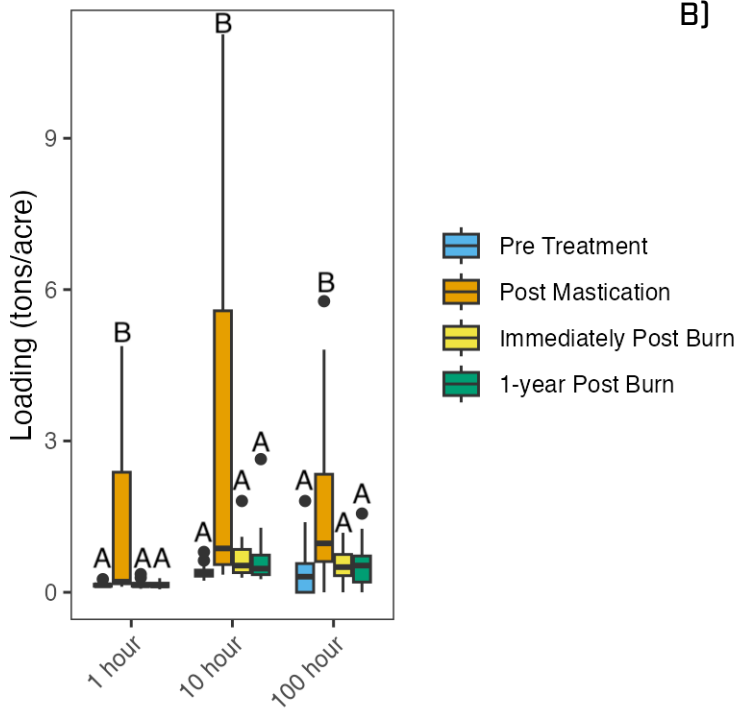 B]
B
9
6
B
B
3
A
A
A
A
A
A
A A A
0
Loading (tons/acre)
1 hour
10 hour
100 hour
Pre Treatment
Post Mastication
Immediately Post Burn
1-year Post Burn